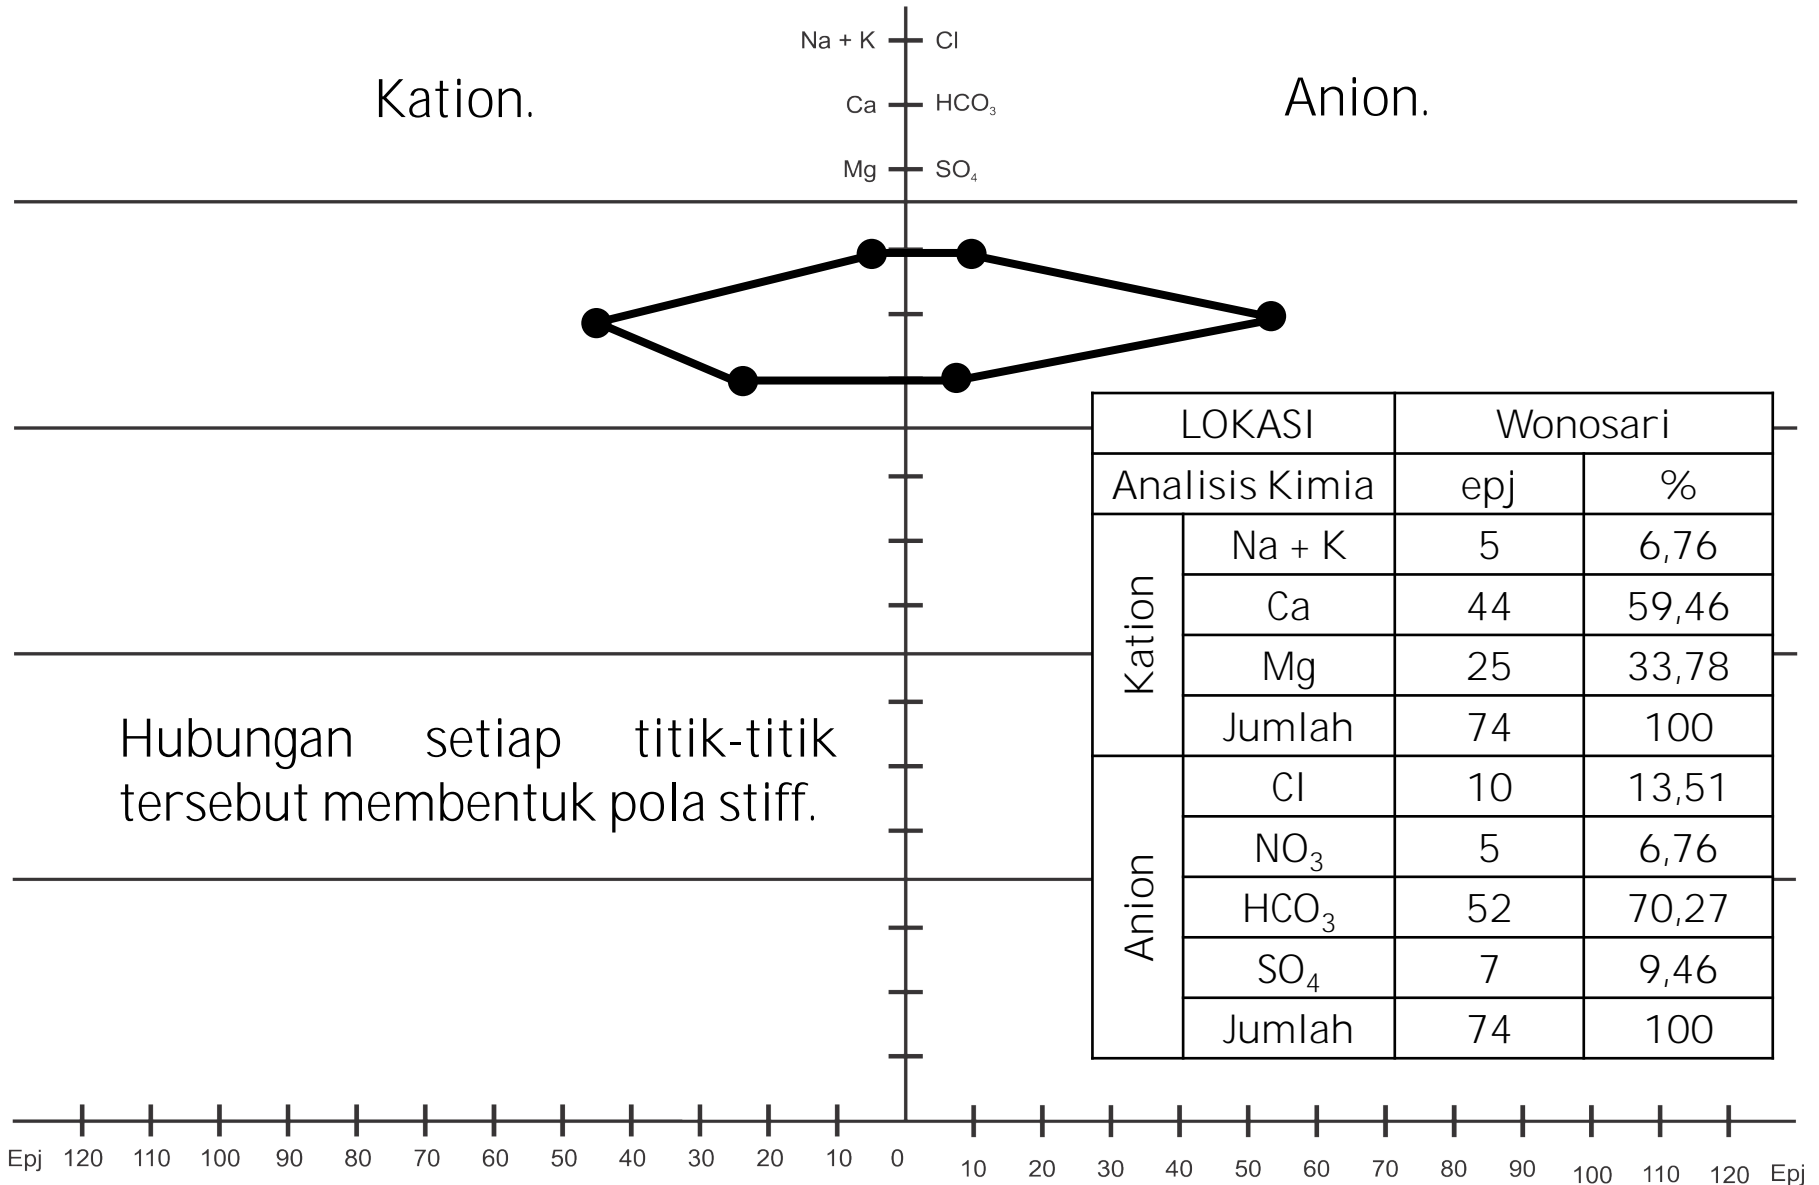 Na + K Cl
Kation. Anion.
Ca HCO₃
Mg SO₄
LOKASI Wonosari
Analisis Kimia epj %
Kation
Na + K 5 6,76
Ca 44 59,46
Mg 25 33,78
Jumlah 74 100
Anion
Cl 10 13,51
NO₃ 5 6,76
HCO₃ 52 70,27
SO₄ 7 9,46
Jumlah 74 100
Hubungan setiap titik-titik
tersebut membentuk pola stiff.
Epj 120 110 100 90 80 70 60 50 40 30 20 10 0 10 20 30 40 50 60 70 80 90 100 110 120 Epj